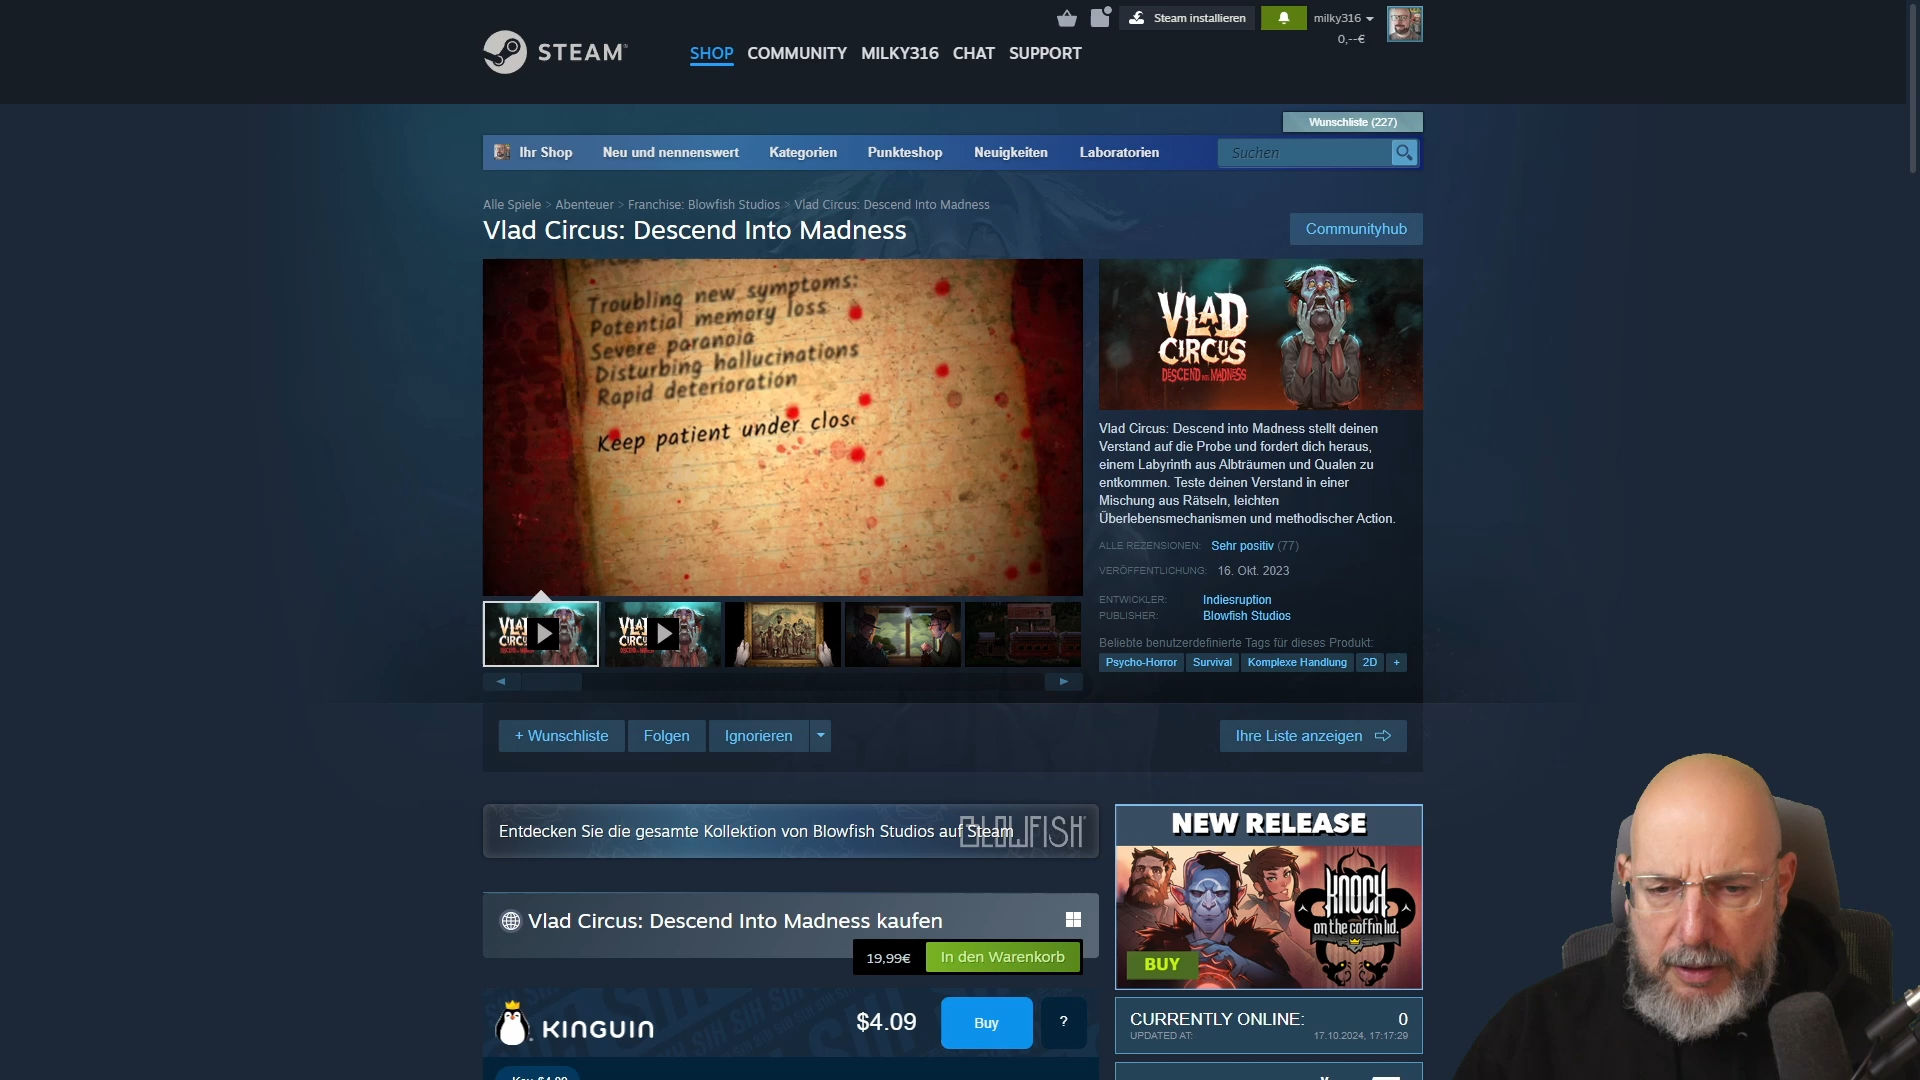 Steam installieren
milky316
0,--€
STEAM
SHOP COMMUNITY MILKY316 CHAT SUPPORT
Wunschliste (227)
Ihr Shop Neu und nennenswert Kategorien Punkteshop Neuigkeiten Laboratorien Suchen
Alle Spiele > Abenteuer > Franchise: Blowfish Studios > Vlad Circus: Descend Into Madness
Vlad Circus: Descend Into Madness
Communityhub
Troubling new symptoms:
Potential memory loss
Severe paranoia
Disturbing hallucinations
Rapid deterioration
Keep patient under close
VLAD
CIRCUS
DESCEND INTO MADNESS
Vlad Circus: Descend into Madness stellt deinen
Verstand auf die Probe und fordert dich heraus,
einem Labyrinth aus Albträumen und Qualen zu
entkommen. Teste deinen Verstand in einer
Mischung aus Rätseln, leichten
Überlebensmechanismen und methodischer Action.
ALLE REZENSIONEN: Sehr positiv (77)
VERÖFFENTLICHUNG: 16. Okt. 2023
ENTWICKLER: Indiesruption
PUBLISHER: Blowfish Studios
Beliebte benutzerdefinierte Tags für dieses Produkt:
Psycho-Horror Survival Komplexe Handlung 2D +
+ Wunschliste Folgen Ignorieren
Ihre Liste anzeigen
Entdecken Sie die gesamte Kollektion von Blowfish Studios auf Steam
BLOWFISH
NEW RELEASE
KNOCK
on the coffin lid.
BUY
Vlad Circus: Descend Into Madness kaufen
19,99€ In den Warenkorb
KINGUIN
$4.09
Buy
?
CURRENTLY ONLINE: 0
UPDATED AT: 17.10.2024, 17:17:29